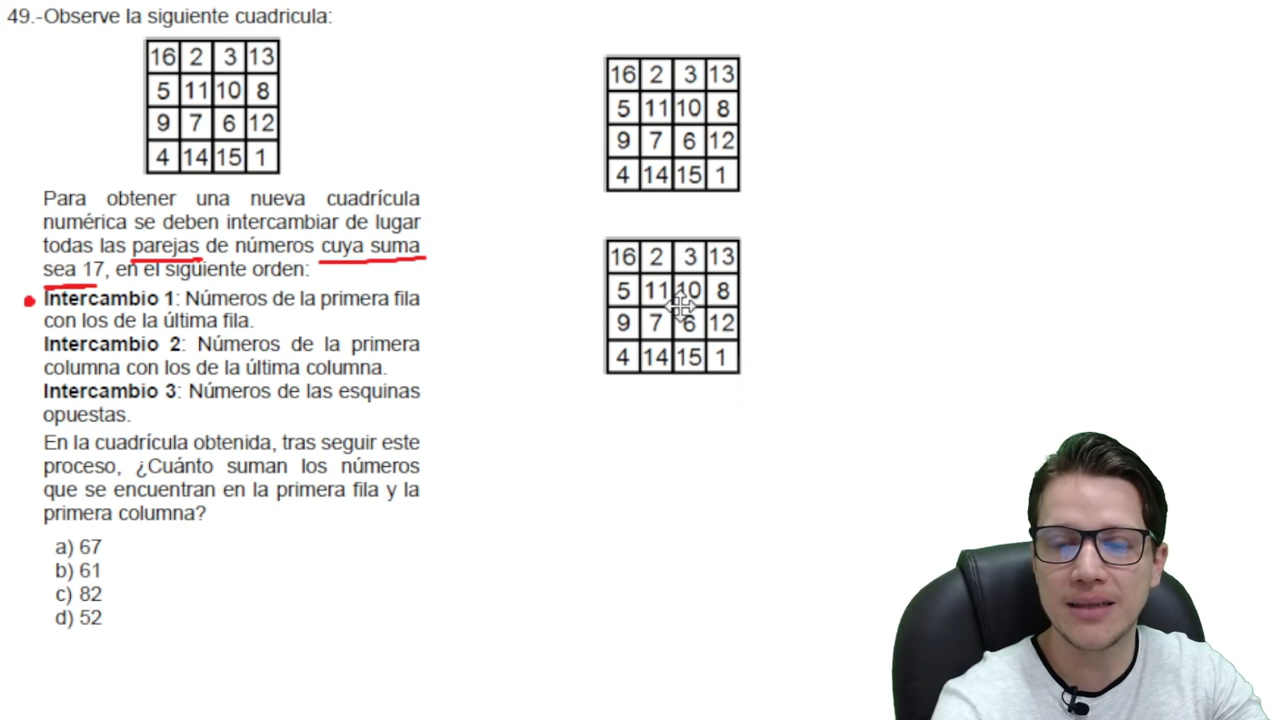 49.-Observe la siguiente cuadricula:
16 2 3 13
5 11 10 8
9 7 6 12
4 14 15 1
Para obtener una nueva cuadrícula
numérica se deben intercambiar de lugar
todas las parejas de números cuya suma
sea 17, en el siguiente orden:
Intercambio 1: Números de la primera fila
con los de la última fila.
Intercambio 2: Números de la primera
columna con los de la última columna.
Intercambio 3: Números de las esquinas
opuestas.
En la cuadrícula obtenida, tras seguir este
proceso, ¿Cuánto suman los números
que se encuentran en la primera fila y la
primera columna?
a) 67
b) 61
c) 82
d) 52
16 2 3 13
5 11 10 8
9 7 6 12
4 14 15 1
16 2 3 13
5 11 10 8
9 7 6 12
4 14 15 1